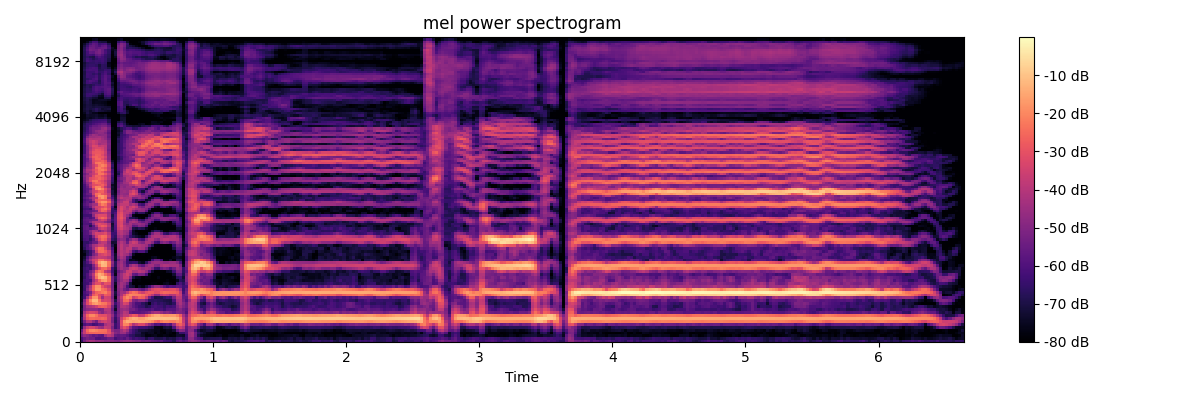 mel power spectrogram
8192
4096
2048
1024
512
0
Hz
0 1 2 3 4 5 6
Time
-10 dB
-20 dB
-30 dB
-40 dB
-50 dB
-60 dB
-70 dB
-80 dB